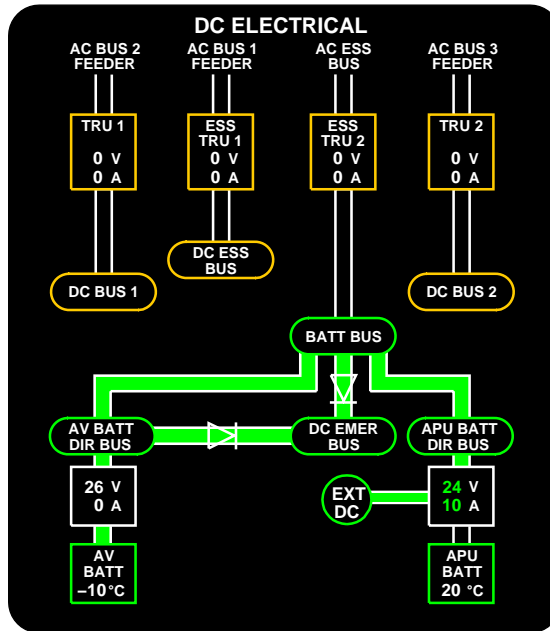 DC ELECTRICAL
AC BUS 2
FEEDER
AC BUS 1
FEEDER
AC ESS
BUS
AC BUS 3
FEEDER
TRU 1
0 V
0 A
ESS
TRU 1
0 V
0 A
ESS
TRU 2
0 V
0 A
TRU 2
0 V
0 A
DC ESS
BUS
DC BUS 1
DC BUS 2
BATT BUS
AV BATT
DIR BUS
DC EMER
BUS
APU BATT
DIR BUS
26 V
0 A
EXT
DC
24 V
10 A
AV
BATT
–10°C
APU
BATT
20 °C